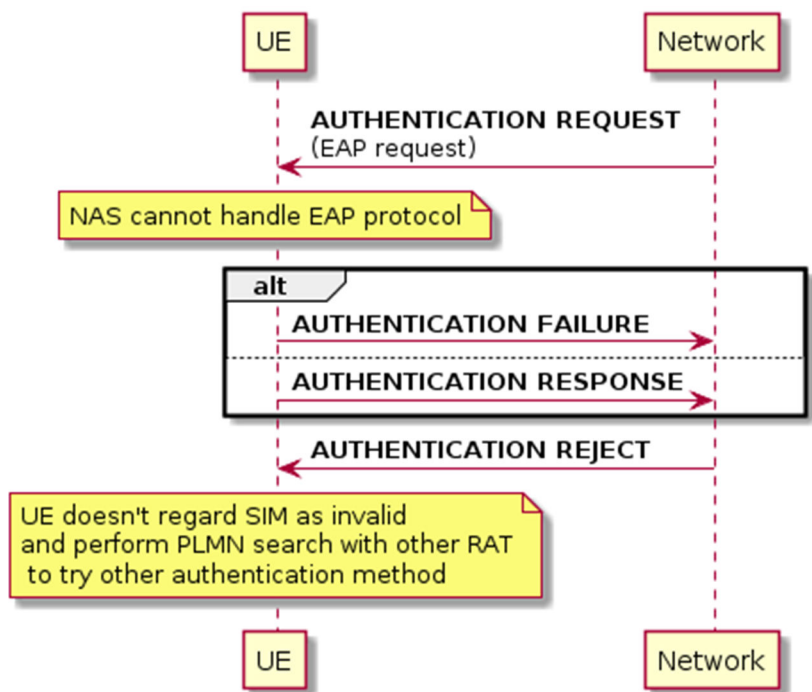 UE
Network
AUTHENTICATION REQUEST
(EAP request)
NAS cannot handle EAP protocol
alt
AUTHENTICATION FAILURE
AUTHENTICATION RESPONSE
AUTHENTICATION REJECT
UE doesn't regard SIM as invalid
and perform PLMN search with other RAT
to try other authentication method
UE
Network